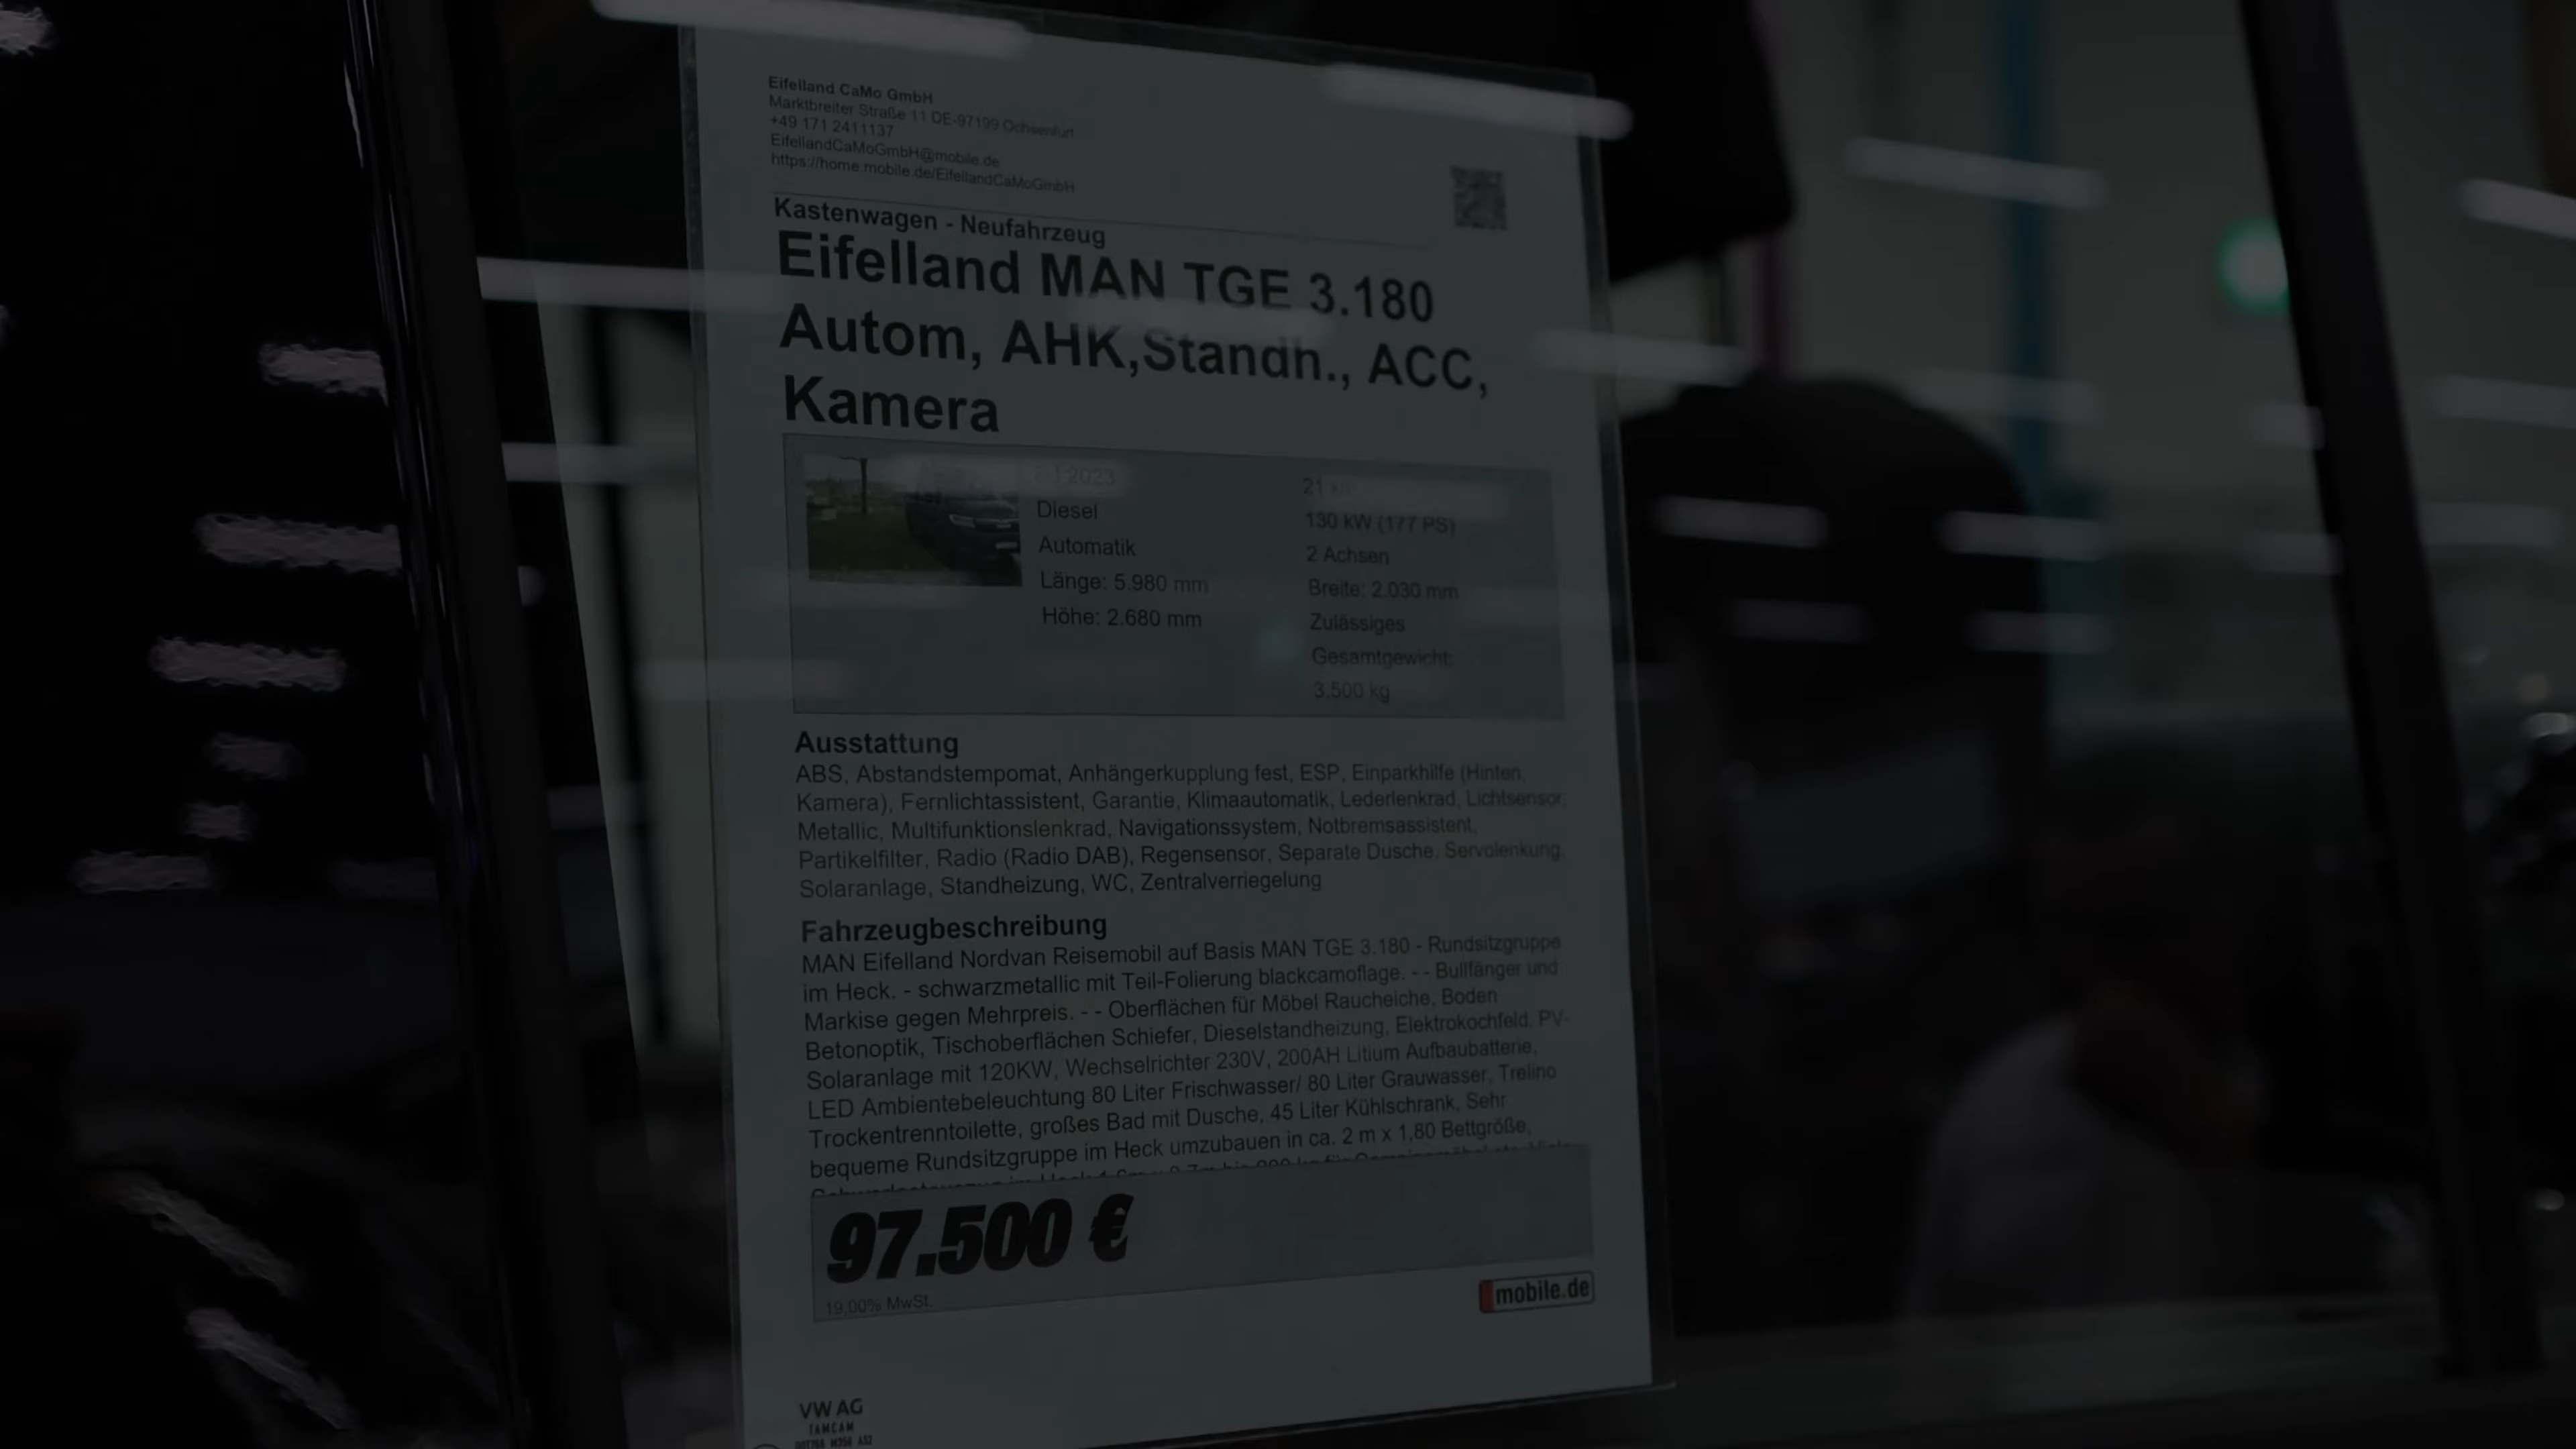 Eifelland CaMo GmbH
Marktbreiter Straße 11 DE-97199 Ochsenfurt
+49 171 2411137
EifellandCaMoGmbH@mobile.de
https://home.mobile.de/EifellandCaMoGmbH
Kastenwagen - Neufahrzeug
Eifelland MAN TGE 3.180
Autom, AHK,Standh., ACC,
Kamera
2023
21 km
Diesel
130 kW (177 PS)
Automatik
2 Achsen
Länge: 5.980 mm
Breite: 2.030 mm
Höhe: 2.680 mm
Zulässiges
Gesamtgewicht:
3.500 kg
Ausstattung
ABS, Abstandstempomat, Anhängerkupplung fest, ESP, Einparkhilfe (Hinten,
Kamera), Fernlichtassistent, Garantie, Klimaautomatik, Lederlenkrad, Lichtsensor,
Metallic, Multifunktionslenkrad, Navigationssystem, Notbremsassistent,
Partikelfilter, Radio (Radio DAB), Regensensor, Separate Dusche, Servolenkung,
Solaranlage, Standheizung, WC, Zentralverriegelung
Fahrzeugbeschreibung
MAN Eifelland Nordvan Reisemobil auf Basis MAN TGE 3.180 - Rundsitzgruppe
im Heck. - schwarzmetallic mit Teil-Folierung blackcamoflage. - - Bullfänger und
Markise gegen Mehrpreis. - - Oberflächen für Möbel Raucheiche, Boden
Betonoptik, Tischoberflächen Schiefer, Dieselstandheizung, Elektrokochfeld, PV-
Solaranlage mit 120KW, Wechselrichter 230V, 200AH Litium Aufbaubatterie,
LED Ambientebeleuchtung 80 Liter Frischwasser/ 80 Liter Grauwasser, Trelino
Trockentrenntoilette, großes Bad mit Dusche, 45 Liter Kühlschrank, Sehr
bequeme Rundsitzgruppe im Heck umzubauen in ca. 2 m x 1,80 Bettgröße,
97.500 €
19,00% MwSt.
mobile.de
VW AG
TAMCAM